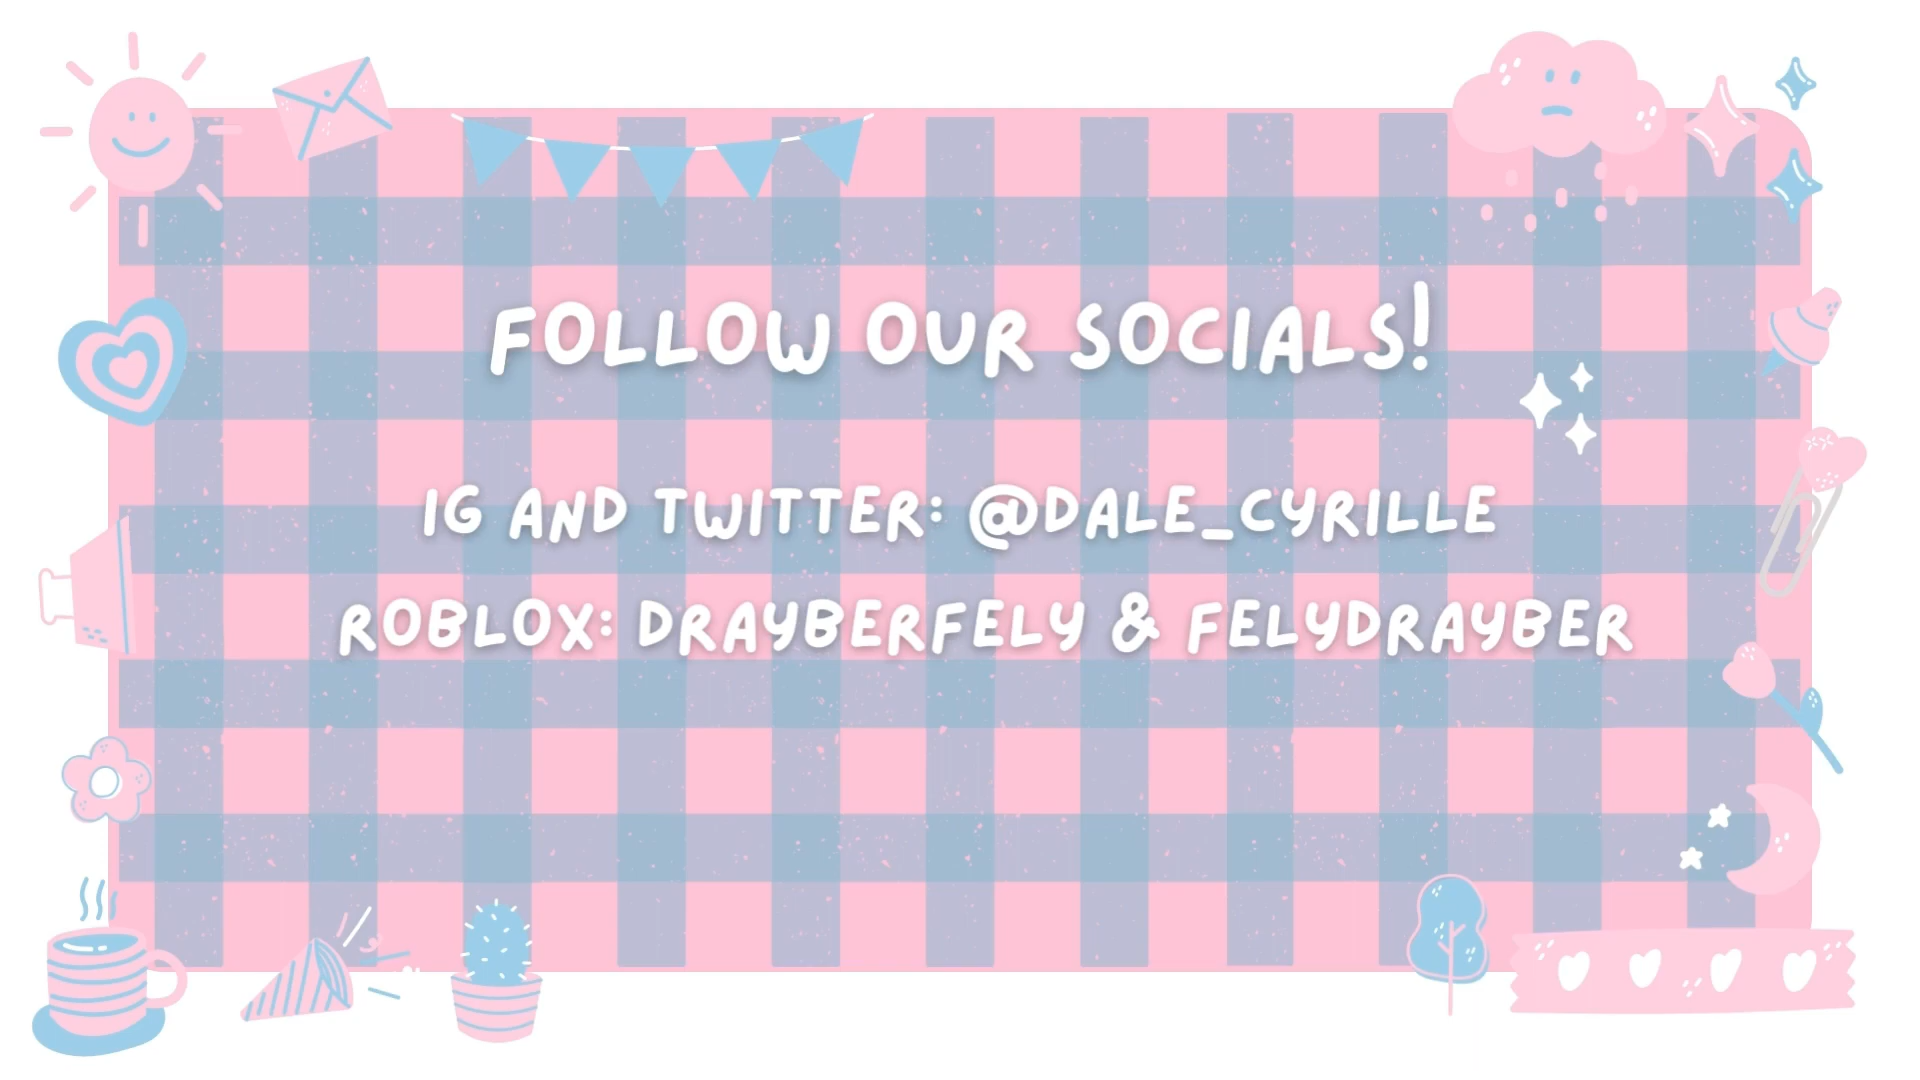 FOLLOW OUR SOCIALS!
IG AND TWITTER: @DALE_CYRILLE
ROBLOX: DRAYBERFELY & FELYDRAYBER